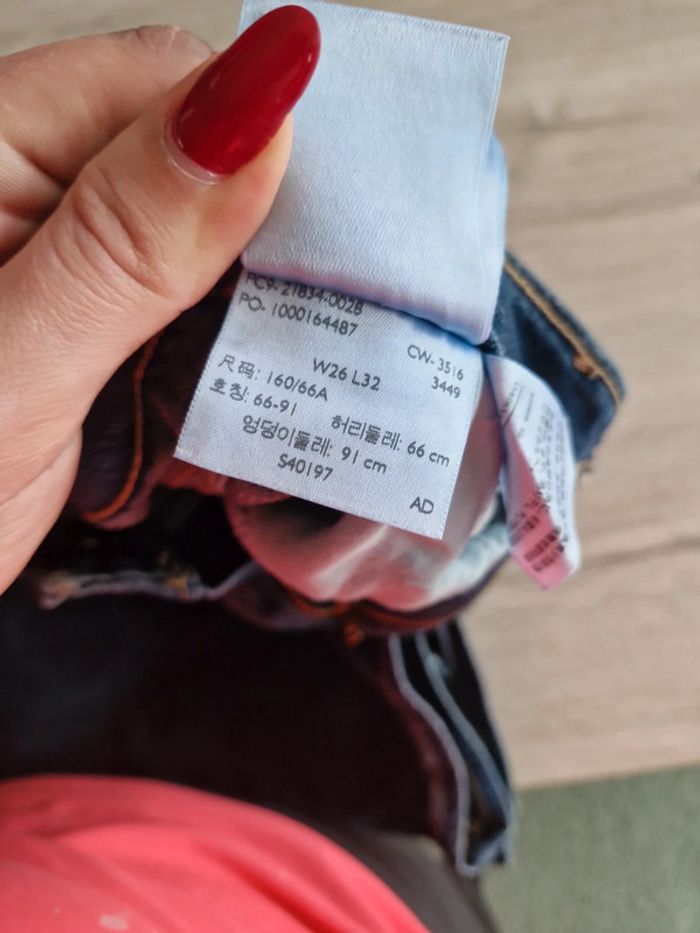 PC9- 21834-0028
PO- 1000164487
CW- 3516
3449
W26 L32
尺码: 160/66A
호칭: 66-91
허리둘레: 66 cm
엉덩이둘레: 91 cm
S40197
AD